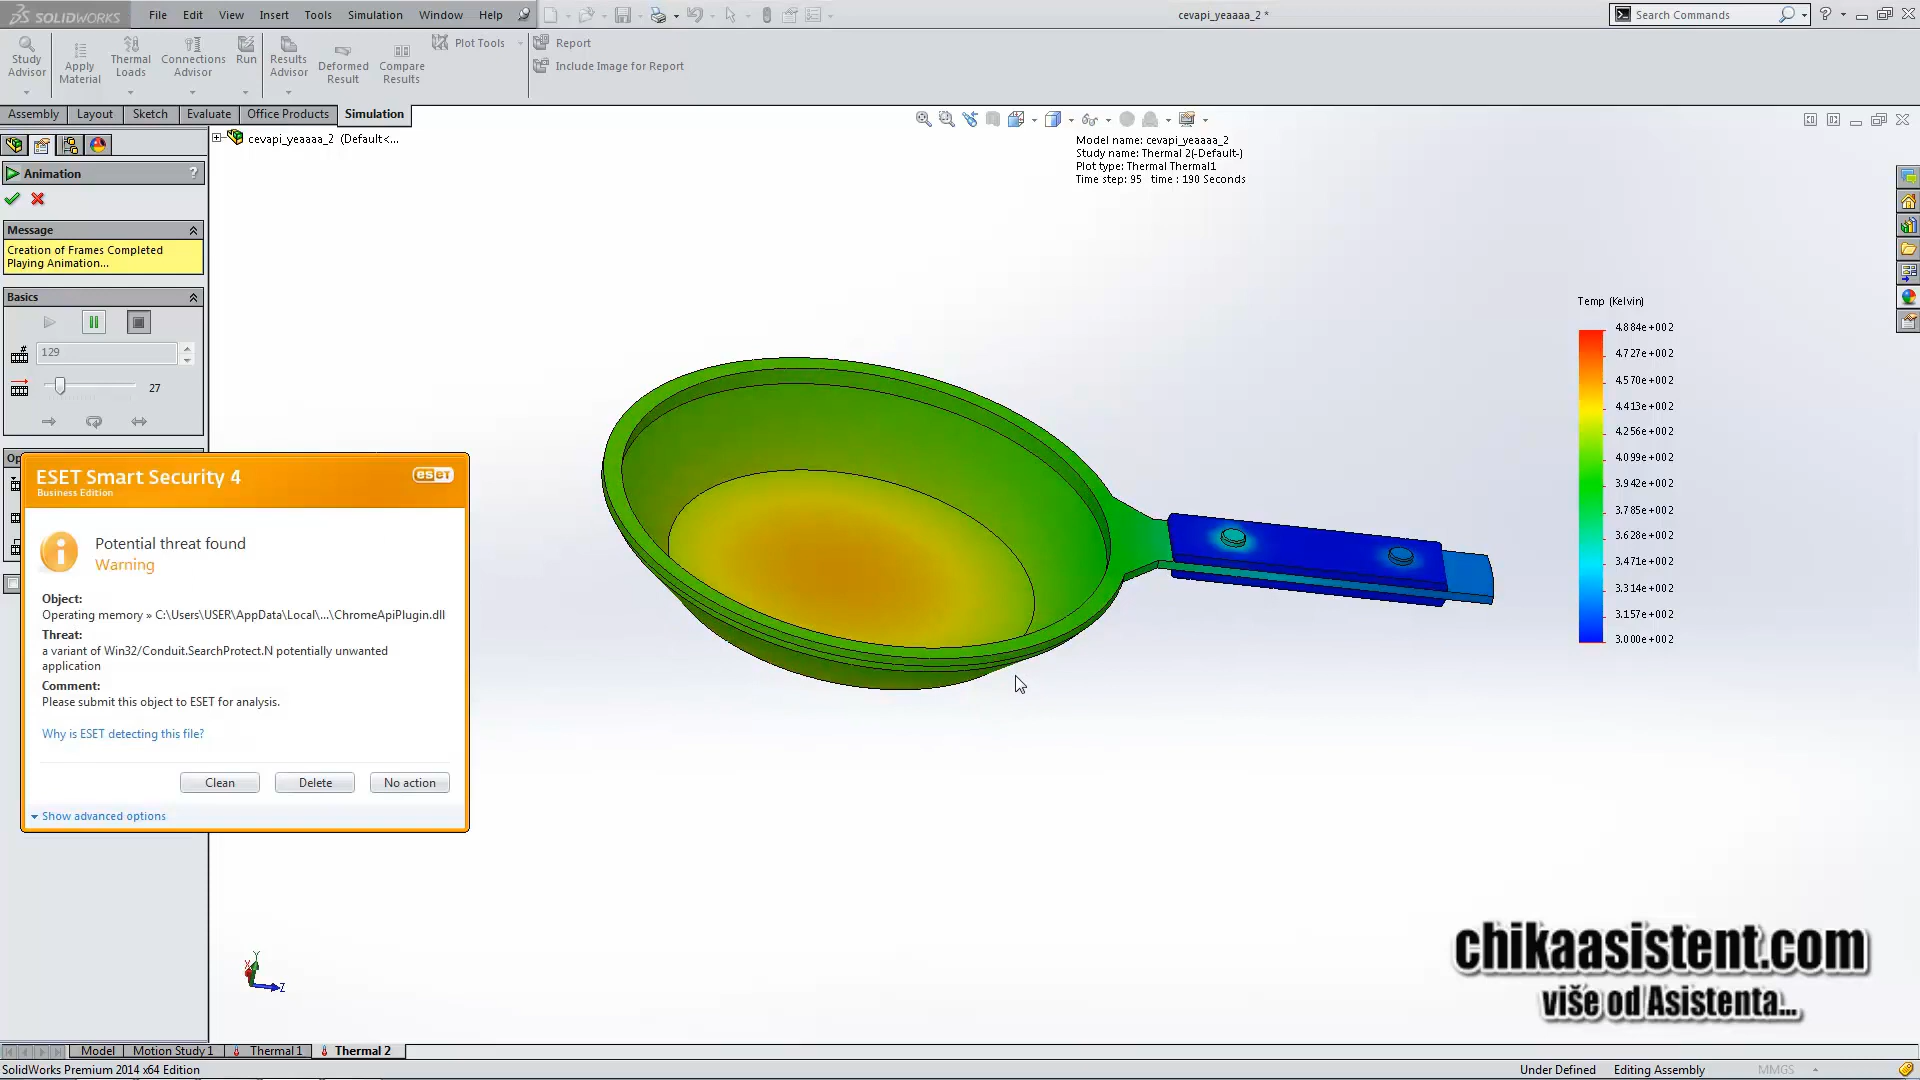 SOLIDWORKS
File Edit View Insert Tools Simulation Window Help
cevapi_yeaaaa_2 *
Search Commands
Study Advisor
Apply Material
Thermal Loads
Connections Advisor
Run
Results Advisor
Deformed Result
Compare Results
Plot Tools
Report
Include Image for Report
Assembly Layout Sketch Evaluate Office Products Simulation
cevapi_yeaaaa_2 (Default<...
Model name: cevapi_yeaaaa_2
Study name: Thermal 2(-Default-)
Plot type: Thermal Thermal1
Time step: 95 time : 190 Seconds
Animation ?
Message
Creation of Frames Completed
Playing Animation...
Basics
129
27
Op
Temp (Kelvin)
4.884e+002
4.727e+002
4.570e+002
4.413e+002
4.256e+002
4.099e+002
3.942e+002
3.785e+002
3.628e+002
3.471e+002
3.314e+002
3.157e+002
3.000e+002
ESET Smart Security 4
Business Edition
eseT
Potential threat found
Warning
Object:
Operating memory » C:\Users\USER\AppData\Local\...\ChromeApiPlugin.dll
Threat:
a variant of Win32/Conduit.SearchProtect.N potentially unwanted
application
Comment:
Please submit this object to ESET for analysis.
Why is ESET detecting this file?
Clean Delete No action
Show advanced options
Y
X
Z
chikaasistent.com
više od Asistenta...
Model Motion Study 1 Thermal 1 Thermal 2
SolidWorks Premium 2014 x64 Edition
Under Defined Editing Assembly MMGS